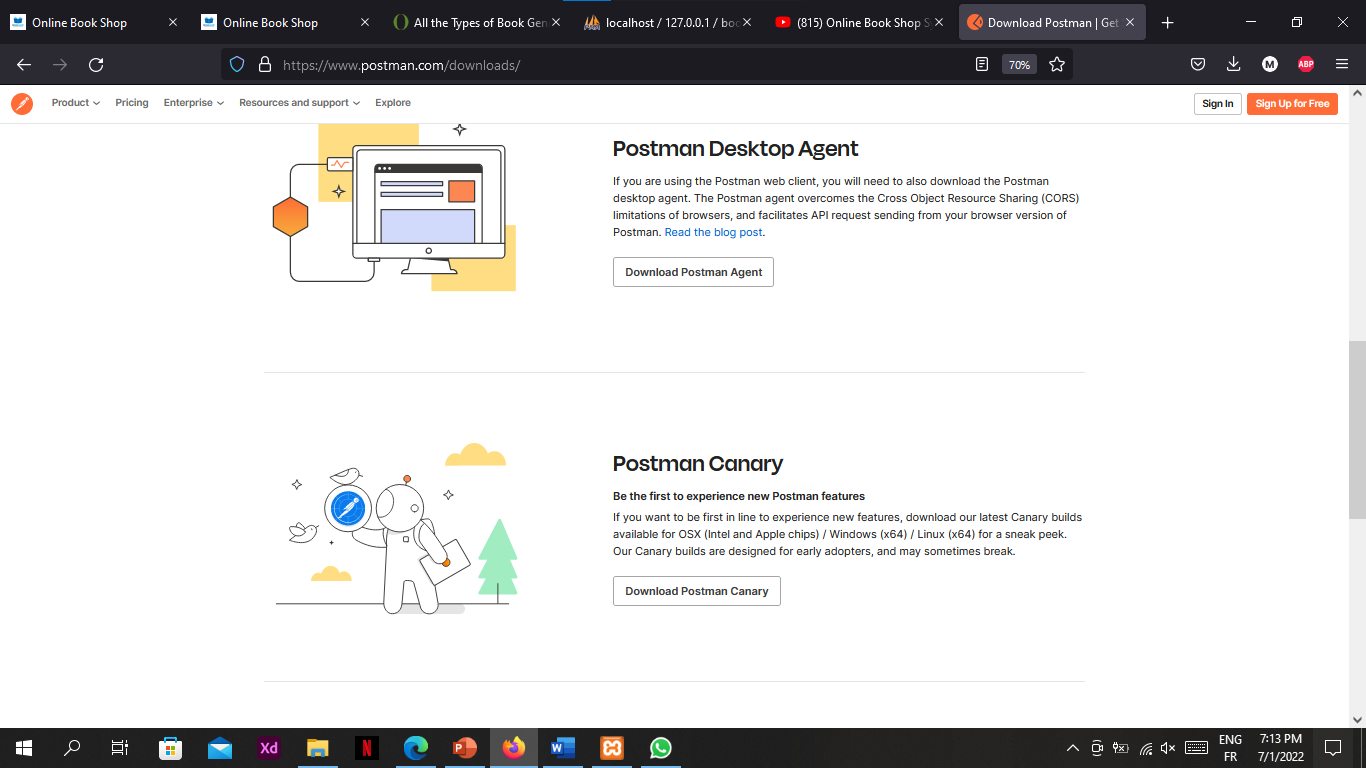 Online Book Shop
Online Book Shop
All the Types of Book Gen
localhost / 127.0.0.1 / boo
(815) Online Book Shop S
Download Postman | Get
https://www.postman.com/downloads/
70%
M
ABP
Product
Pricing
Enterprise
Resources and support
Explore
Sign In
Sign Up for Free
Postman Desktop Agent
If you are using the Postman web client, you will need to also download the Postman
desktop agent. The Postman agent overcomes the Cross Object Resource Sharing (CORS)
limitations of browsers, and facilitates API request sending from your browser version of
Postman. Read the blog post.
Download Postman Agent
Postman Canary
Be the first to experience new Postman features
If you want to be first in line to experience new features, download our latest Canary builds
available for OSX (Intel and Apple chips) / Windows (x64) / Linux (x64) for a sneak peek.
Our Canary builds are designed for early adopters, and may sometimes break.
Download Postman Canary
Xd
N
P
W
ENG
FR
7:13 PM
7/1/2022